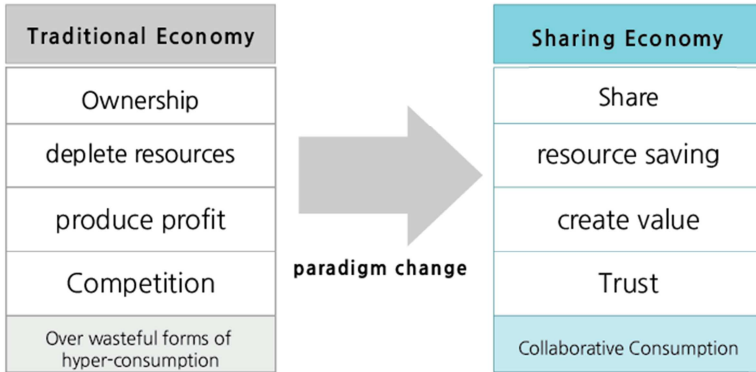 Traditional Economy
Ownership
deplete resources
produce profit
Competition
Over wasteful forms of
hyper-consumption
paradigm change
Sharing Economy
Share
resource saving
create value
Trust
Collaborative Consumption